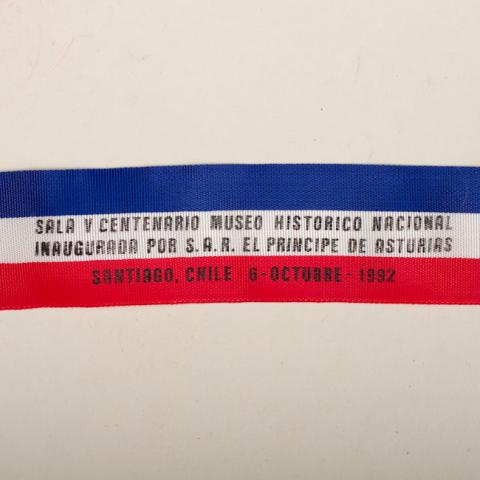 SALA V CENTENARIO MUSEO HISTORICO NACIONAL
INAUGURADA POR S.A.R. EL PRINCIPE DE ASTURIAS
SANTIAGO, CHILE 6-OCTUBRE-1992